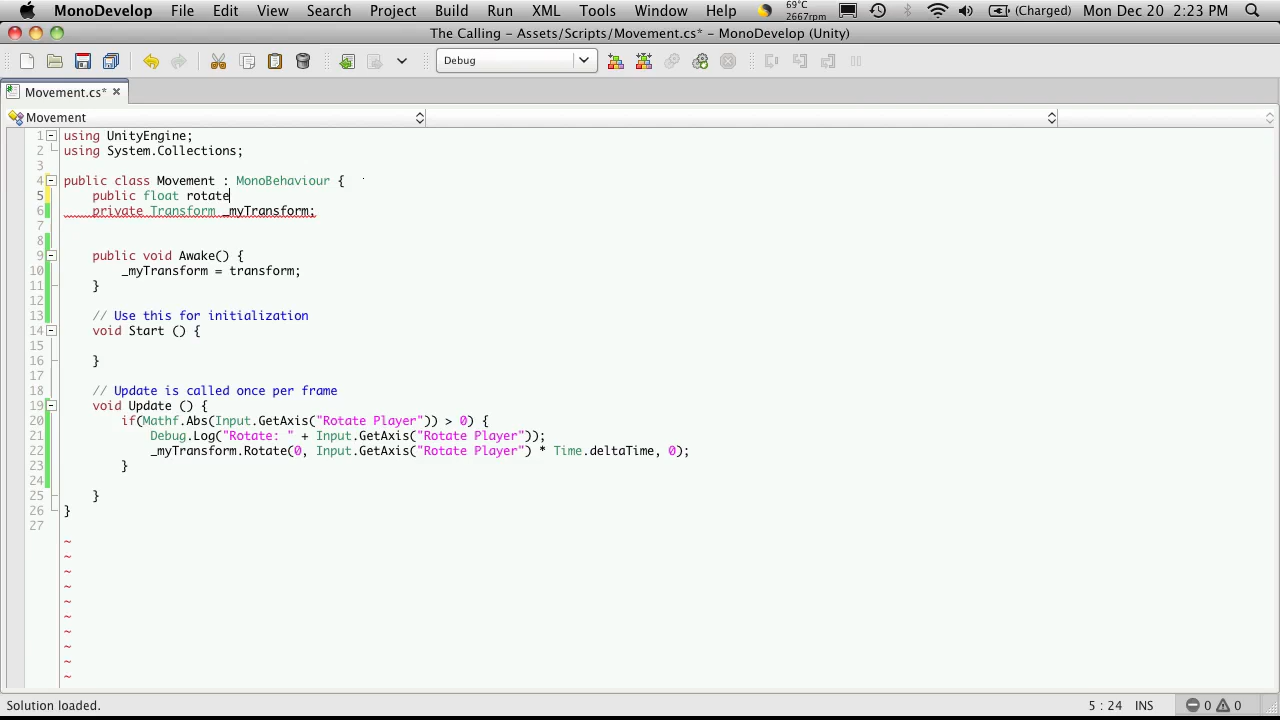 MonoDevelop File Edit View Search Project Build Run XML Tools Window Help 69°C 2667rpm (Charged) Mon Dec 20 2:23 PM
The Calling - Assets/Scripts/Movement.cs* - MonoDevelop (Unity)
Debug
Movement.cs*
Movement
1 using UnityEngine;
2 using System.Collections;
3
4 public class Movement : MonoBehaviour {
5 public float rotate
6 private Transform _myTransform;
7
8
9 public void Awake() {
10 _myTransform = transform;
11 }
12
13 // Use this for initialization
14 void Start () {
15
16 }
17
18 // Update is called once per frame
19 void Update () {
20 if(Mathf.Abs(Input.GetAxis("Rotate Player")) > 0) {
21 Debug.Log("Rotate: " + Input.GetAxis("Rotate Player"));
22 _myTransform.Rotate(0, Input.GetAxis("Rotate Player") * Time.deltaTime, 0);
23 }
24
25 }
26 }
27
~
~
~
~
~
~
~
~
~
~
Solution loaded. 5 : 24 INS 0 0